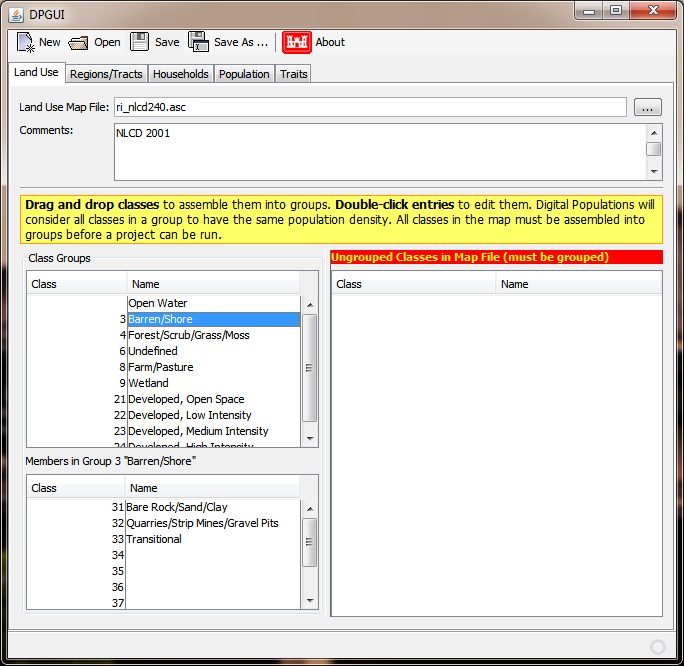 DPGUI
New Open Save Save As ... About
Land Use Regions/Tracts Households Population Traits
Land Use Map File: ri_nlcd240.asc ...
Comments: NLCD 2001
Drag and drop classes to assemble them into groups. Double-click entries to edit them. Digital Populations will
consider all classes in a group to have the same population density. All classes in the map must be assembled into
groups before a project can be run.
Class Groups
Class Name
Open Water
3 Barren/Shore
4 Forest/Scrub/Grass/Moss
6 Undefined
8 Farm/Pasture
9 Wetland
21 Developed, Open Space
22 Developed, Low Intensity
23 Developed, Medium Intensity
24 Developed, High Intensity
Members in Group 3 "Barren/Shore"
Class Name
31 Bare Rock/Sand/Clay
32 Quarries/Strip Mines/Gravel Pits
33 Transitional
34
35
36
37
Ungrouped Classes in Map File (must be grouped)
Class Name